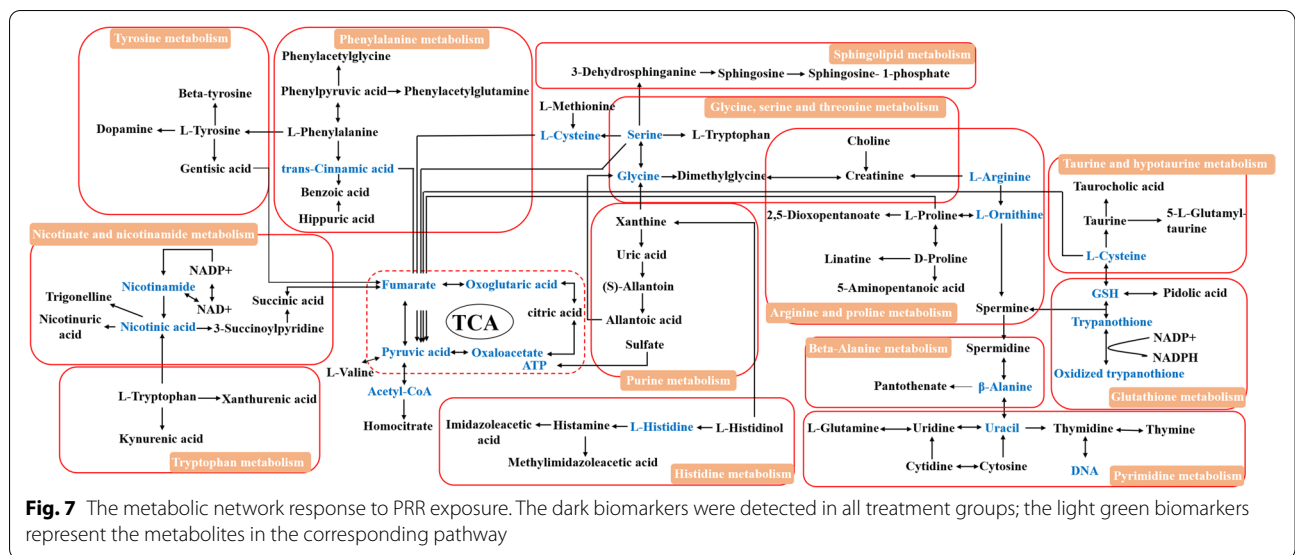 Tyrosine metabolism
Beta-tyrosine
Dopamine
L-Tyrosine
Gentisic acid
Phenylalanine metabolism
Phenylacetylglycine
Phenylpyruvic acid
Phenylacetylglutamine
L-Phenylalanine
trans-Cinnamic acid
Benzoic acid
Hippuric acid
Sphingolipid metabolism
3-Dehydrosphinganine
Sphingosine
Sphingosine- 1-phosphate
Glycine, serine and threonine metabolism
L-Methionine
L-Cysteine
Serine
L-Tryptophan
Glycine
Dimethylglycine
Choline
Creatinine
L-Arginine
2,5-Dioxopentanoate
L-Proline
L-Ornithine
Linatine
D-Proline
5-Aminopentanoic acid
Spermine
Arginine and proline metabolism
Taurine and hypotaurine metabolism
Taurocholic acid
Taurine
5-L-Glutamyl-
taurine
L-Cysteine
GSH
Pidolic acid
Trypanothione
NADP+
NADPH
Oxidized trypanothione
Glutathione metabolism
Nicotinate and nicotinamide metabolism
NADP+
Nicotinamide
NAD+
Trigonelline
Nicotinuric
acid
Nicotinic acid
3-Succinoylpyridine
Succinic acid
L-Tryptophan
Xanthurenic acid
Kynurenic acid
Tryptophan metabolism
Fumarate
Oxoglutaric acid
TCA
citric acid
Pyruvic acid
Oxaloacetate
ATP
L-Valine
Acetyl-CoA
Homocitrate
Xanthine
Uric acid
(S)-Allantoin
Allantoic acid
Sulfate
Purine metabolism
Imidazoleacetic
acid
Histamine
L-Histidine
L-Histidinol
Methylimidazoleacetic acid
Histidine metabolism
Beta-Alanine metabolism
Spermidine
Pantothenate
β-Alanine
L-Glutamine
Uridine
Uracil
Thymidine
Thymine
Cytidine
Cytosine
DNA
Pyrimidine metabolism
Fig. 7 The metabolic network response to PRR exposure. The dark biomarkers were detected in all treatment groups; the light green biomarkers
represent the metabolites in the corresponding pathway